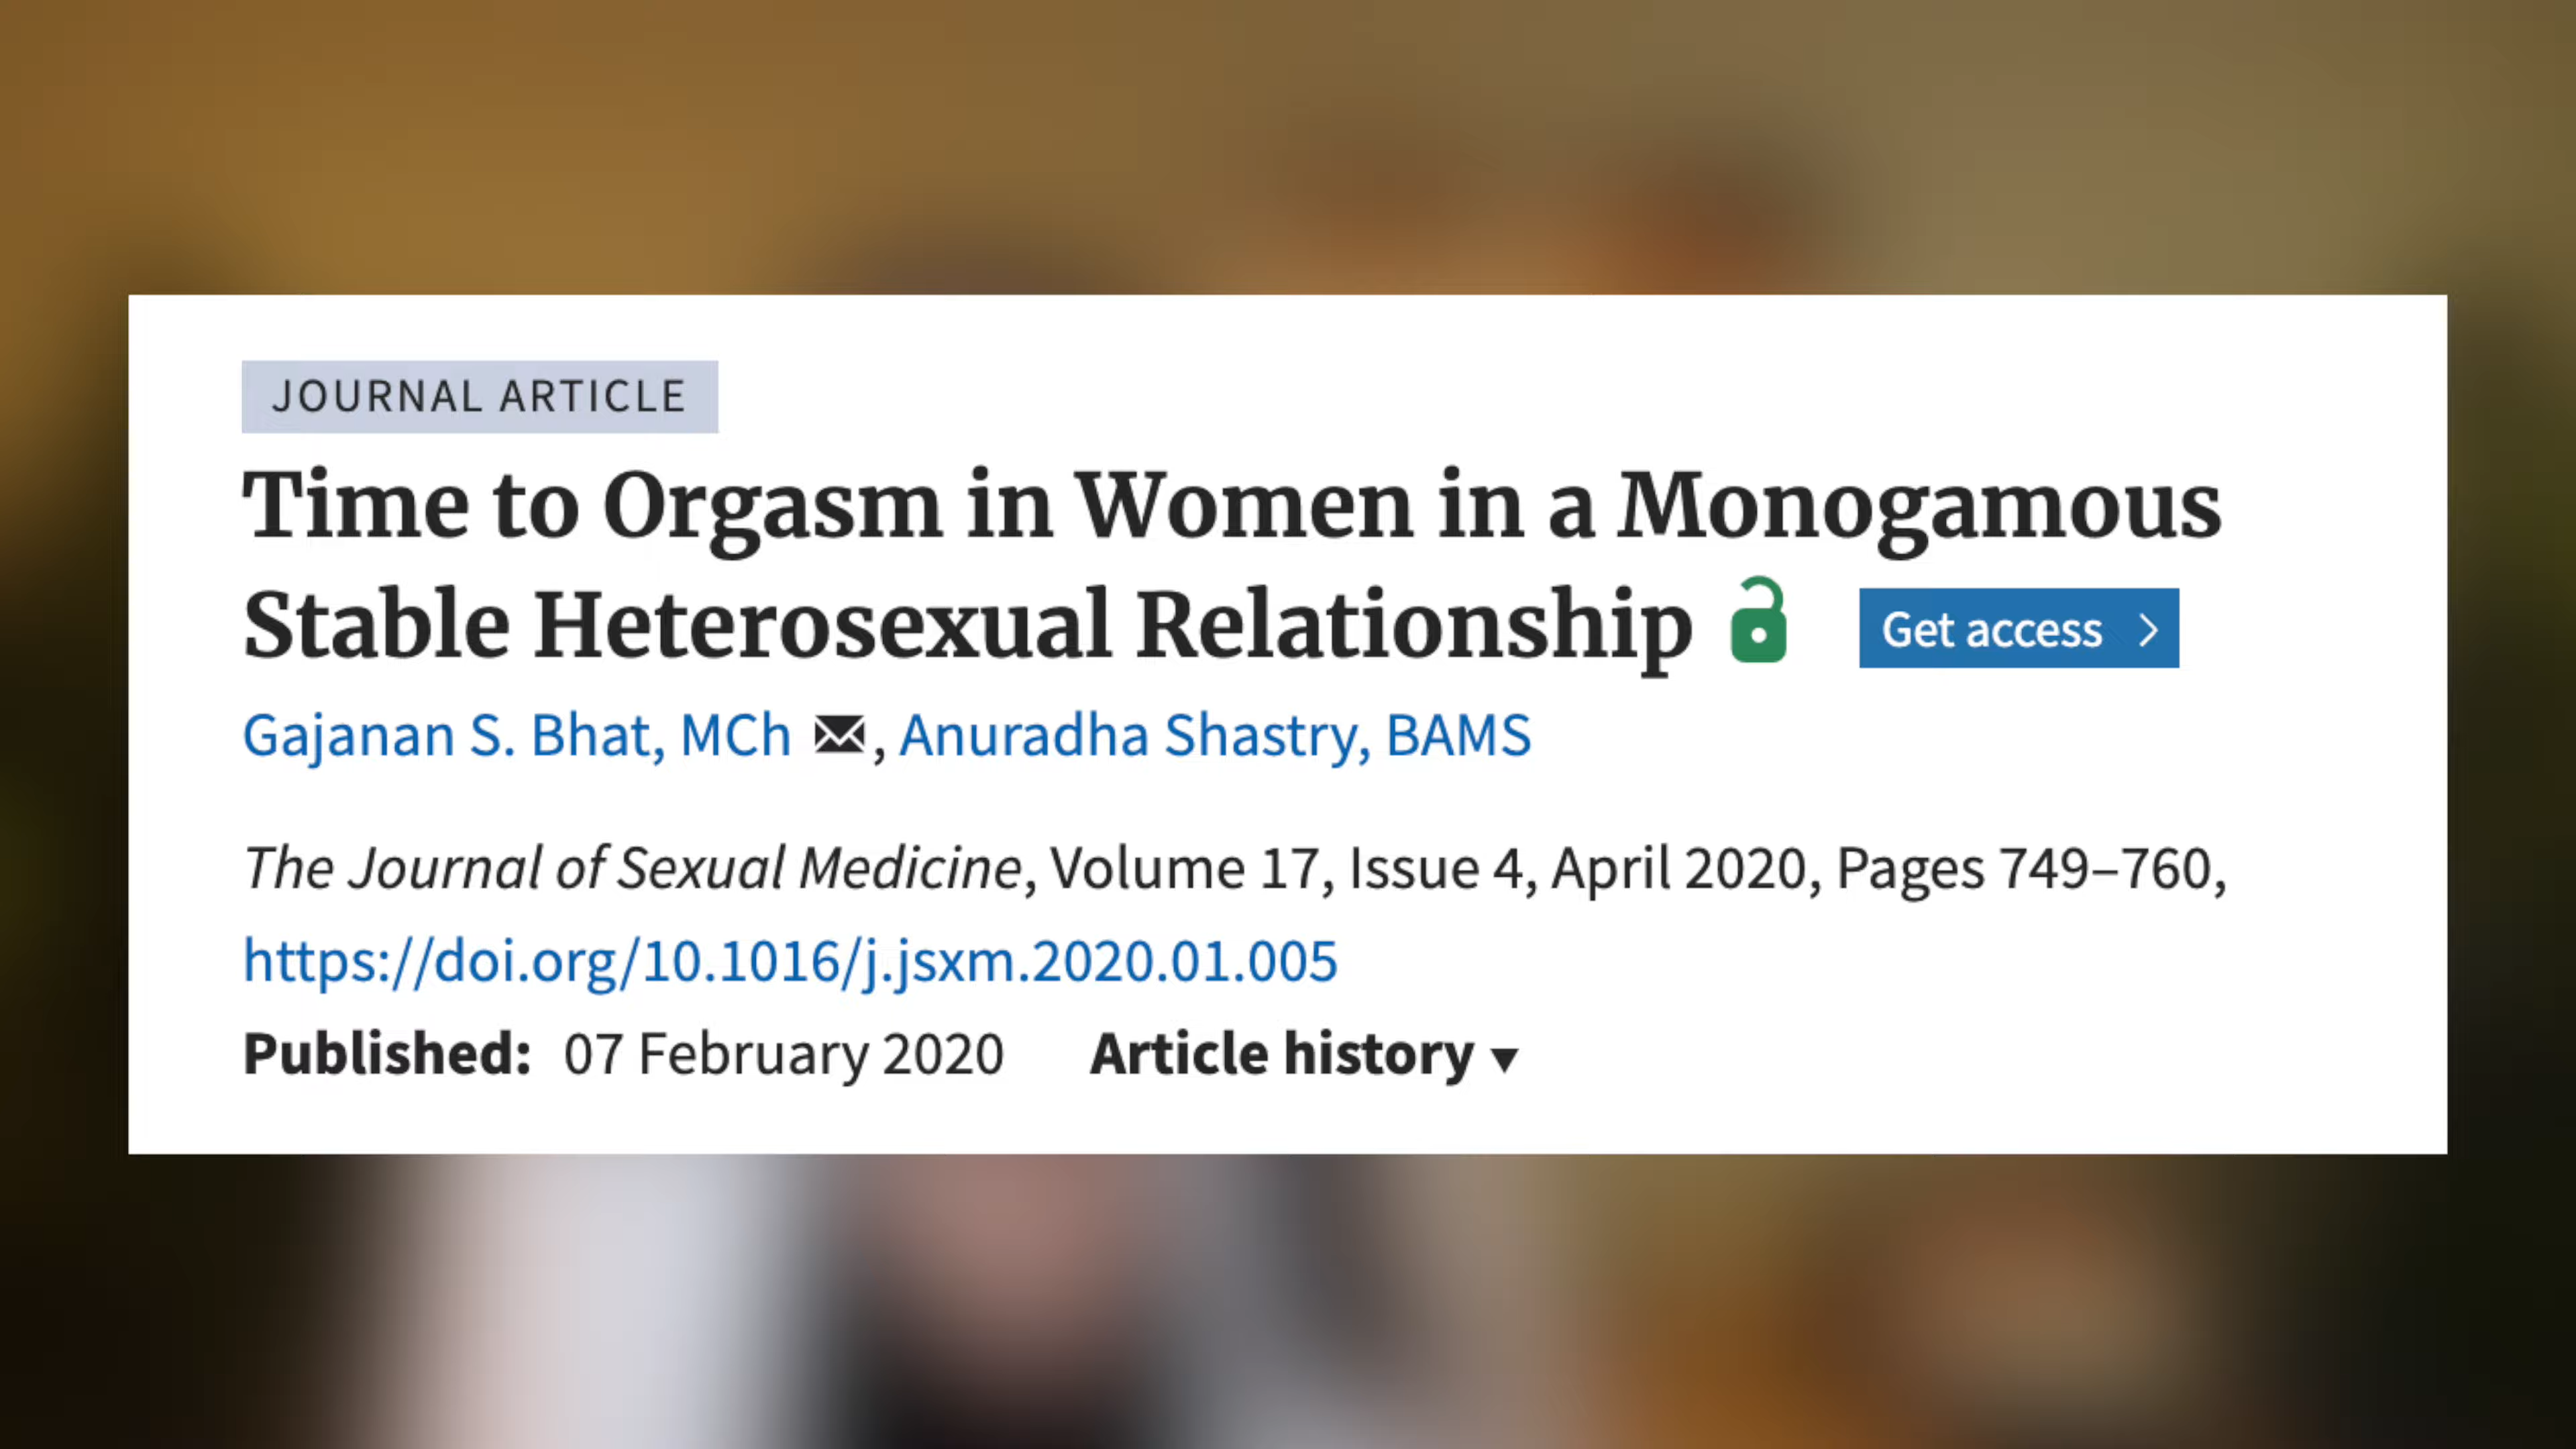 JOURNAL ARTICLE
Time to Orgasm in Women in a Monogamous
Stable Heterosexual Relationship Get access >
Gajanan S. Bhat, MCh, Anuradha Shastry, BAMS
The Journal of Sexual Medicine, Volume 17, Issue 4, April 2020, Pages 749–760,
https://doi.org/10.1016/j.jsxm.2020.01.005
Published: 07 February 2020 Article history ▼